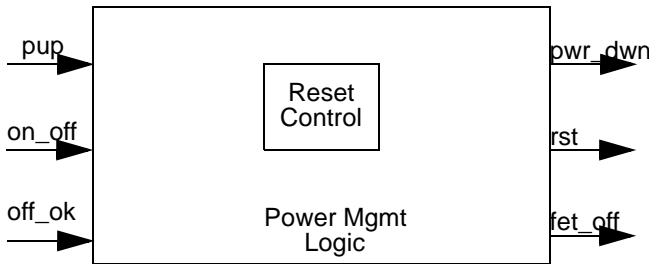 pup
pwr_dwn
Reset
Control
on_off
rst
off_ok
Power Mgmt
Logic
fet_off